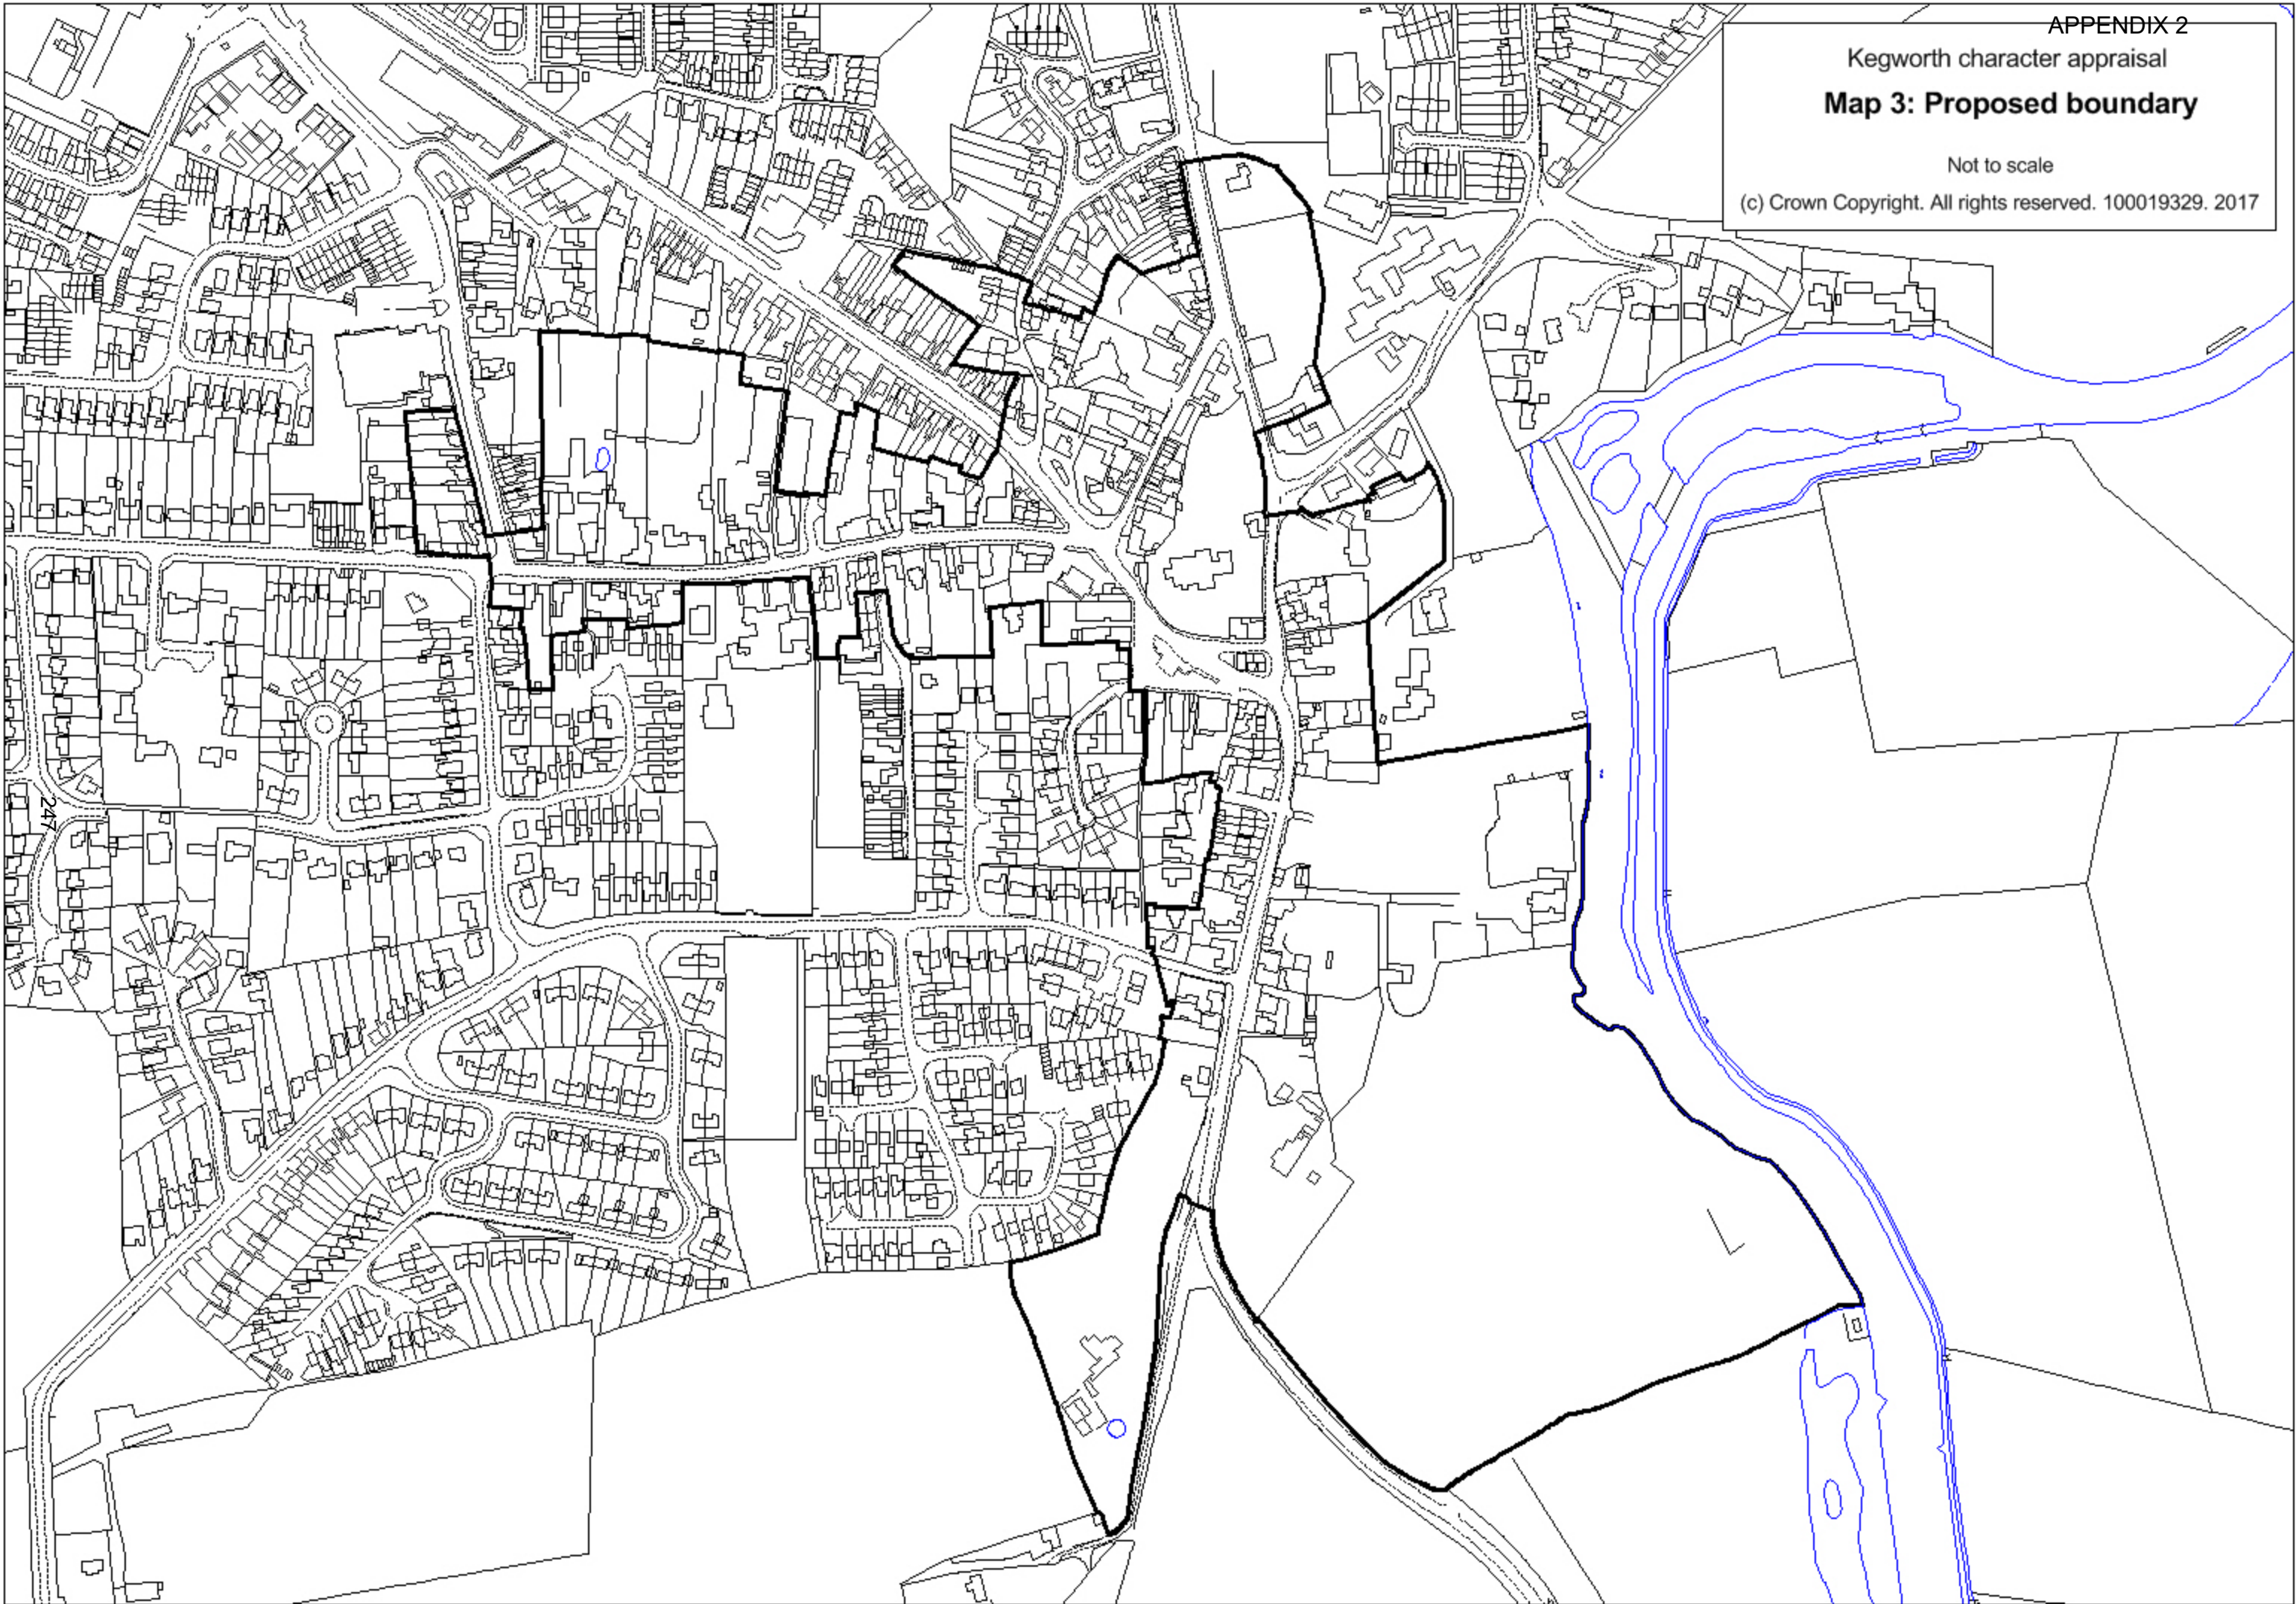 APPENDIX 2
Kegworth character appraisal
Map 3: Proposed boundary
Not to scale
(c) Crown Copyright. All rights reserved. 100019329. 2017
247